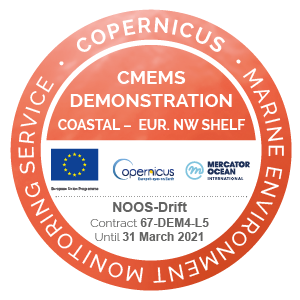 • COPERNICUS •
MARINE ENVIRONMENT MONITORING SERVICE
CMEMS
DEMONSTRATION
COASTAL – EUR. NW SHELF
European Union Programme
Copernicus
Europe's eyes on Earth
MERCATOR
OCEAN
INTERNATIONAL
NOOS-Drift
Contract 67-DEM4-L5
Until 31 March 2021